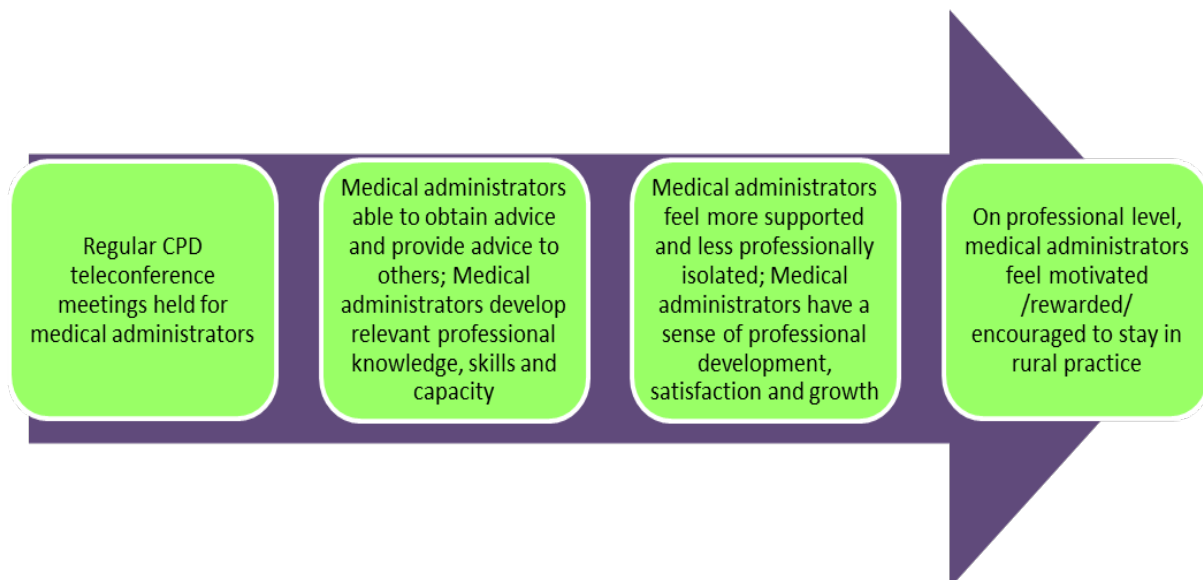 Regular CPD
teleconference
meetings held for
medical administrators
Medical administrators
able to obtain advice
and provide advice to
others; Medical
administrators develop
relevant professional
knowledge, skills and
capacity
Medical administrators
feel more supported
and less professionally
isolated; Medical
administrators have a
sense of professional
development,
satisfaction and growth
On professional level,
medical administrators
feel motivated
/rewarded/
encouraged to stay in
rural practice